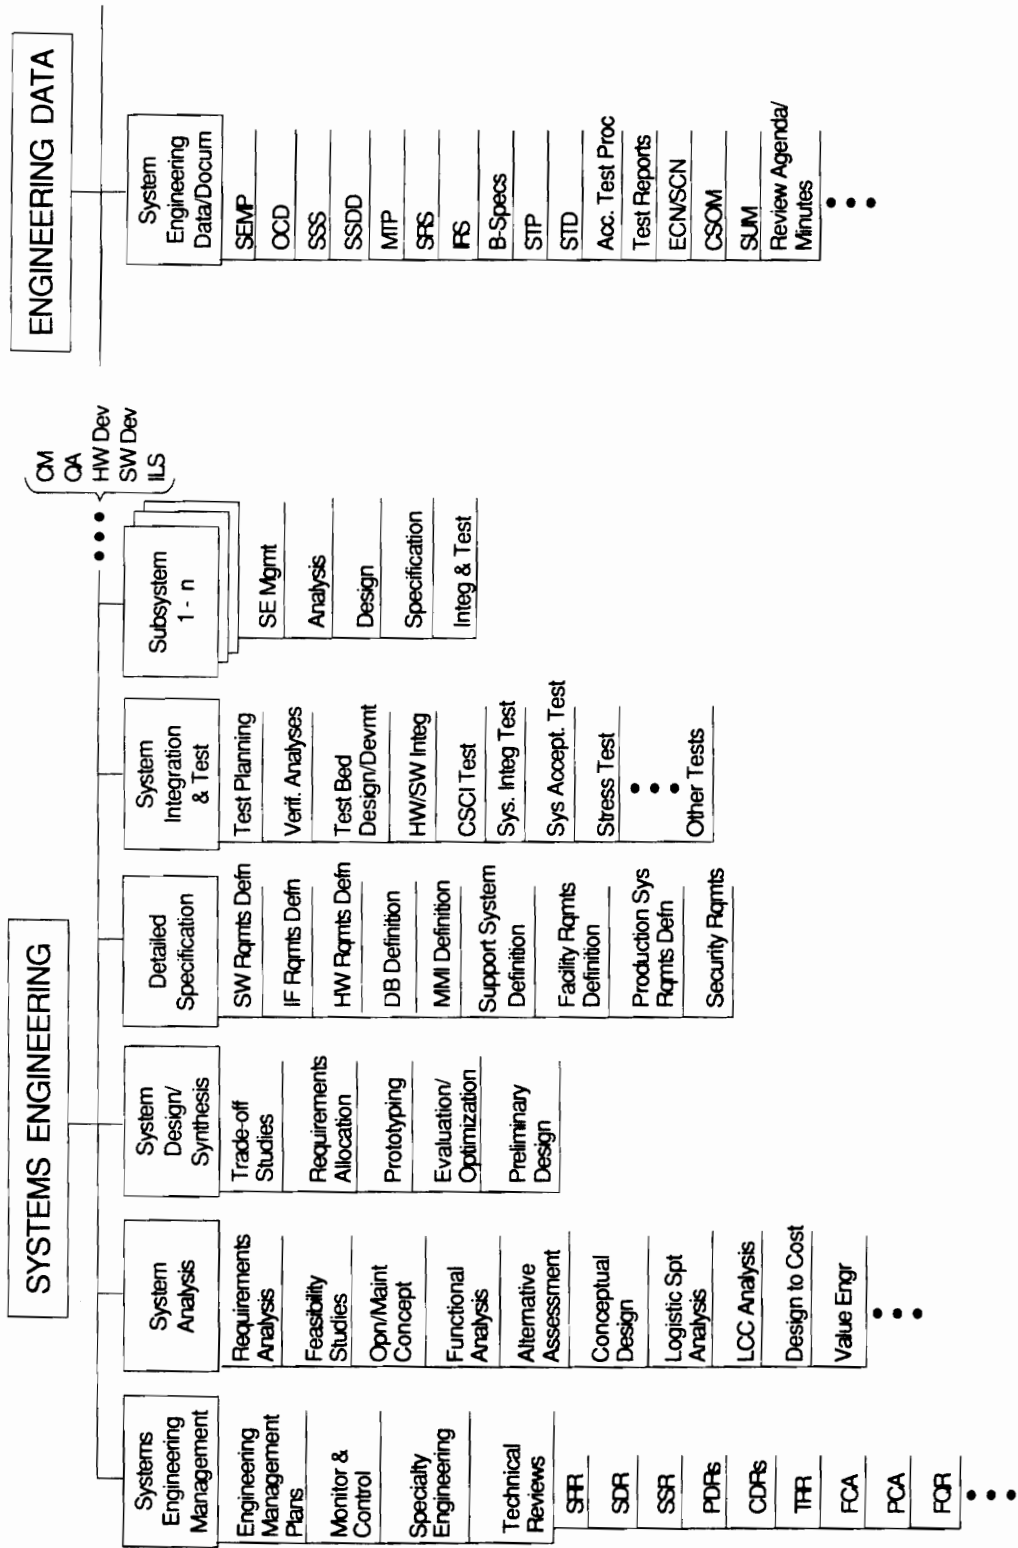 SYSTEMS ENGINEERING
Systems
Engineering
Management
Engineering
Management
Plans
Monitor &
Control
Specialty
Engineering
Technical
Reviews
SRR
SDR
SSR
PDRs
CDRs
TRR
FCA
PCA
FQR
System
Analysis
Requirements
Analysis
Feasibility
Studies
Opn/Maint
Concept
Functional
Analysis
Alternative
Assessment
Conceptual
Design
Logistic Spt
Analysis
LCC Analysis
Design to Cost
Value Engr
System
Design/
Synthesis
Trade-off
Studies
Requirements
Allocation
Prototyping
Evaluation/
Optimization
Preliminary
Design
Detailed
Specification
SW Rqmts Defn
IF Rqmts Defn
HW Rqmts Defn
DB Definition
MMI Definition
Support System
Definition
Facility Rqmts
Definition
Production Sys
Rqmts Defn
Security Rqmts
System
Integration
& Test
Test Planning
Verif. Analyses
Test Bed
Design/Devmt
HW/SW Integ
CSCI Test
Sys. Integ Test
Sys Accept. Test
Stress Test
Other Tests
Subsystem
1 - n
SE Mgmt
Analysis
Design
Specification
Integ & Test
CM
QA
HW Dev
SW Dev
ILS
ENGINEERING DATA
System
Engineering
Data/Docum
SEMP
OCD
SSS
SSDD
MTP
SRS
IRS
B-Specs
STP
STD
Acc. Test Proc
Test Reports
ECN/SCN
CSOM
SUM
Review Agenda/
Minutes